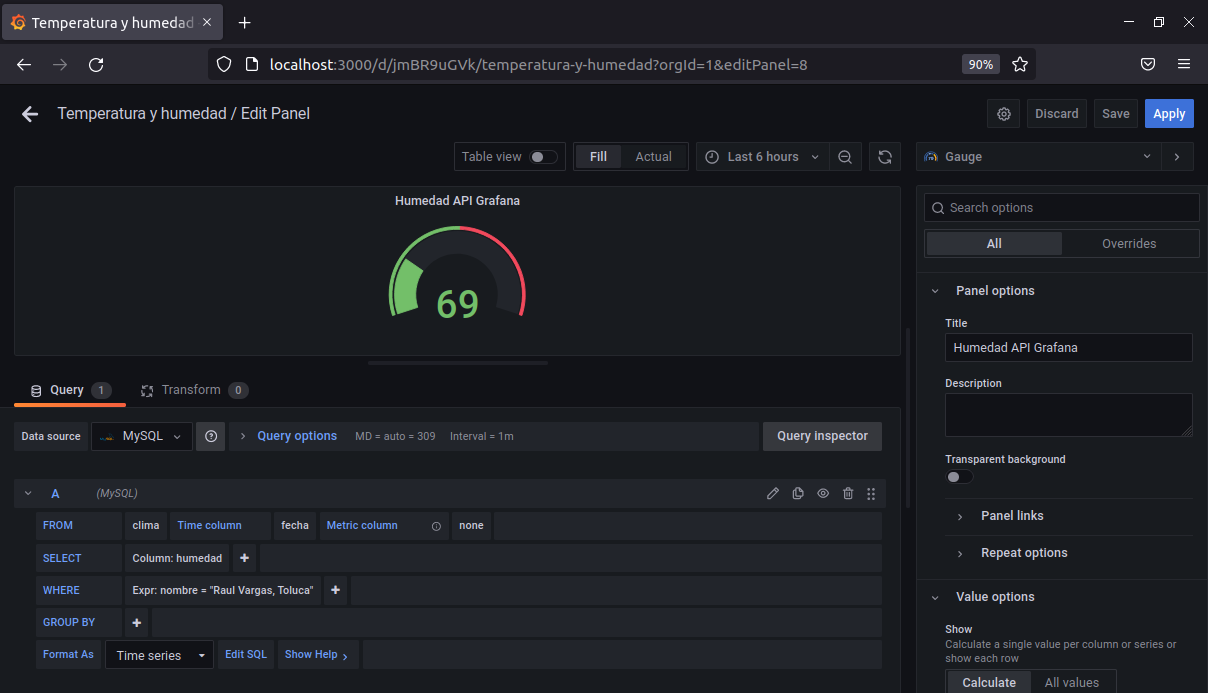 Temperatura y humedad
localhost:3000/d/jmBR9uGVk/temperatura-y-humedad?orgId=1&editPanel=8
90%
Temperatura y humedad / Edit Panel
Discard
Save
Apply
Table view
Fill
Actual
Last 6 hours
Gauge
Humedad API Grafana
69
Search options
All
Overrides
Panel options
Title
Humedad API Grafana
Description
Transparent background
Panel links
Repeat options
Value options
Show
Calculate a single value per column or series or
show each row
Calculate
All values
Query 1
Transform 0
Data source
MySQL
Query options
MD = auto = 309
Interval = 1m
Query inspector
A (MySQL)
FROM clima Time column fecha Metric column none
SELECT Column: humedad +
WHERE Expr: nombre = "Raul Vargas, Toluca" +
GROUP BY +
Format As Time series Edit SQL Show Help